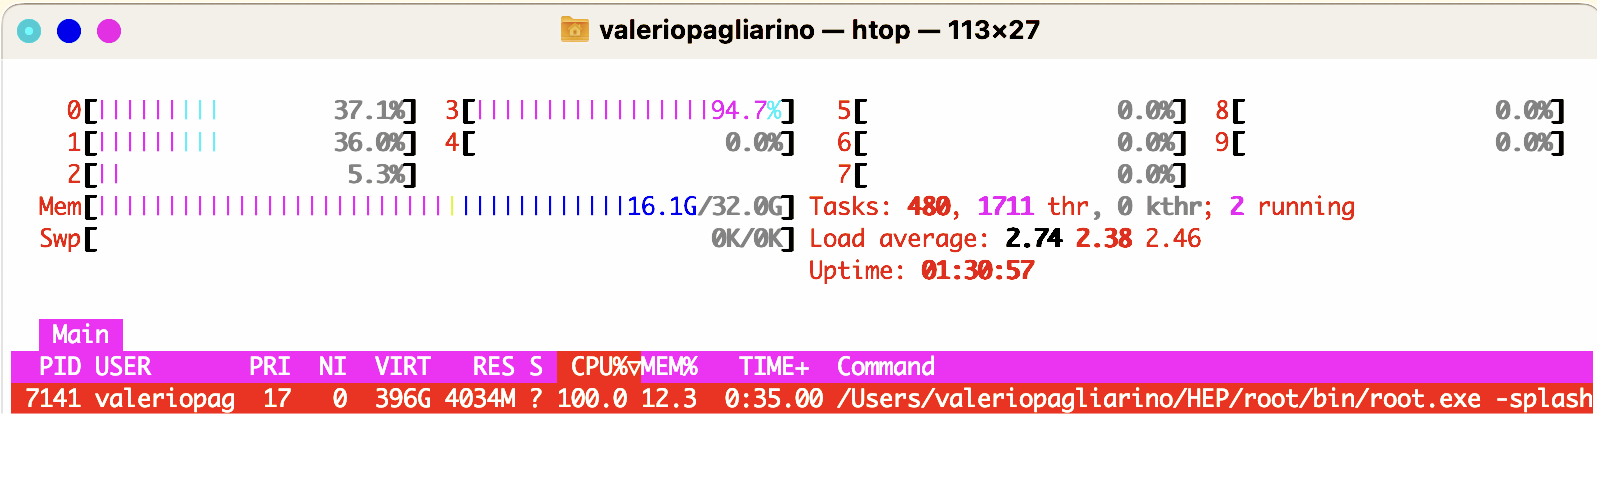 valeriopagliarino — htop — 113×27
0[||||||||| 37.1%] 3[|||||||||||||||||94.7%] 5[ 0.0%] 8[ 0.0%]
1[||||||||| 36.0%] 4[ 0.0%] 6[ 0.0%] 9[ 0.0%]
2[|| 5.3%] 7[ 0.0%]
Mem[||||||||||||||||||||||||||||||||||||||16.1G/32.0G] Tasks: 480, 1711 thr, 0 kthr; 2 running
Swp[ 0K/0K] Load average: 2.74 2.38 2.46
Uptime: 01:30:57
Main
PID USER PRI NI VIRT RES S CPU%▽MEM% TIME+ Command
7141 valeriopag 17 0 396G 4034M ? 100.0 12.3 0:35.00 /Users/valeriopagliarino/HEP/root/bin/root.exe -splash